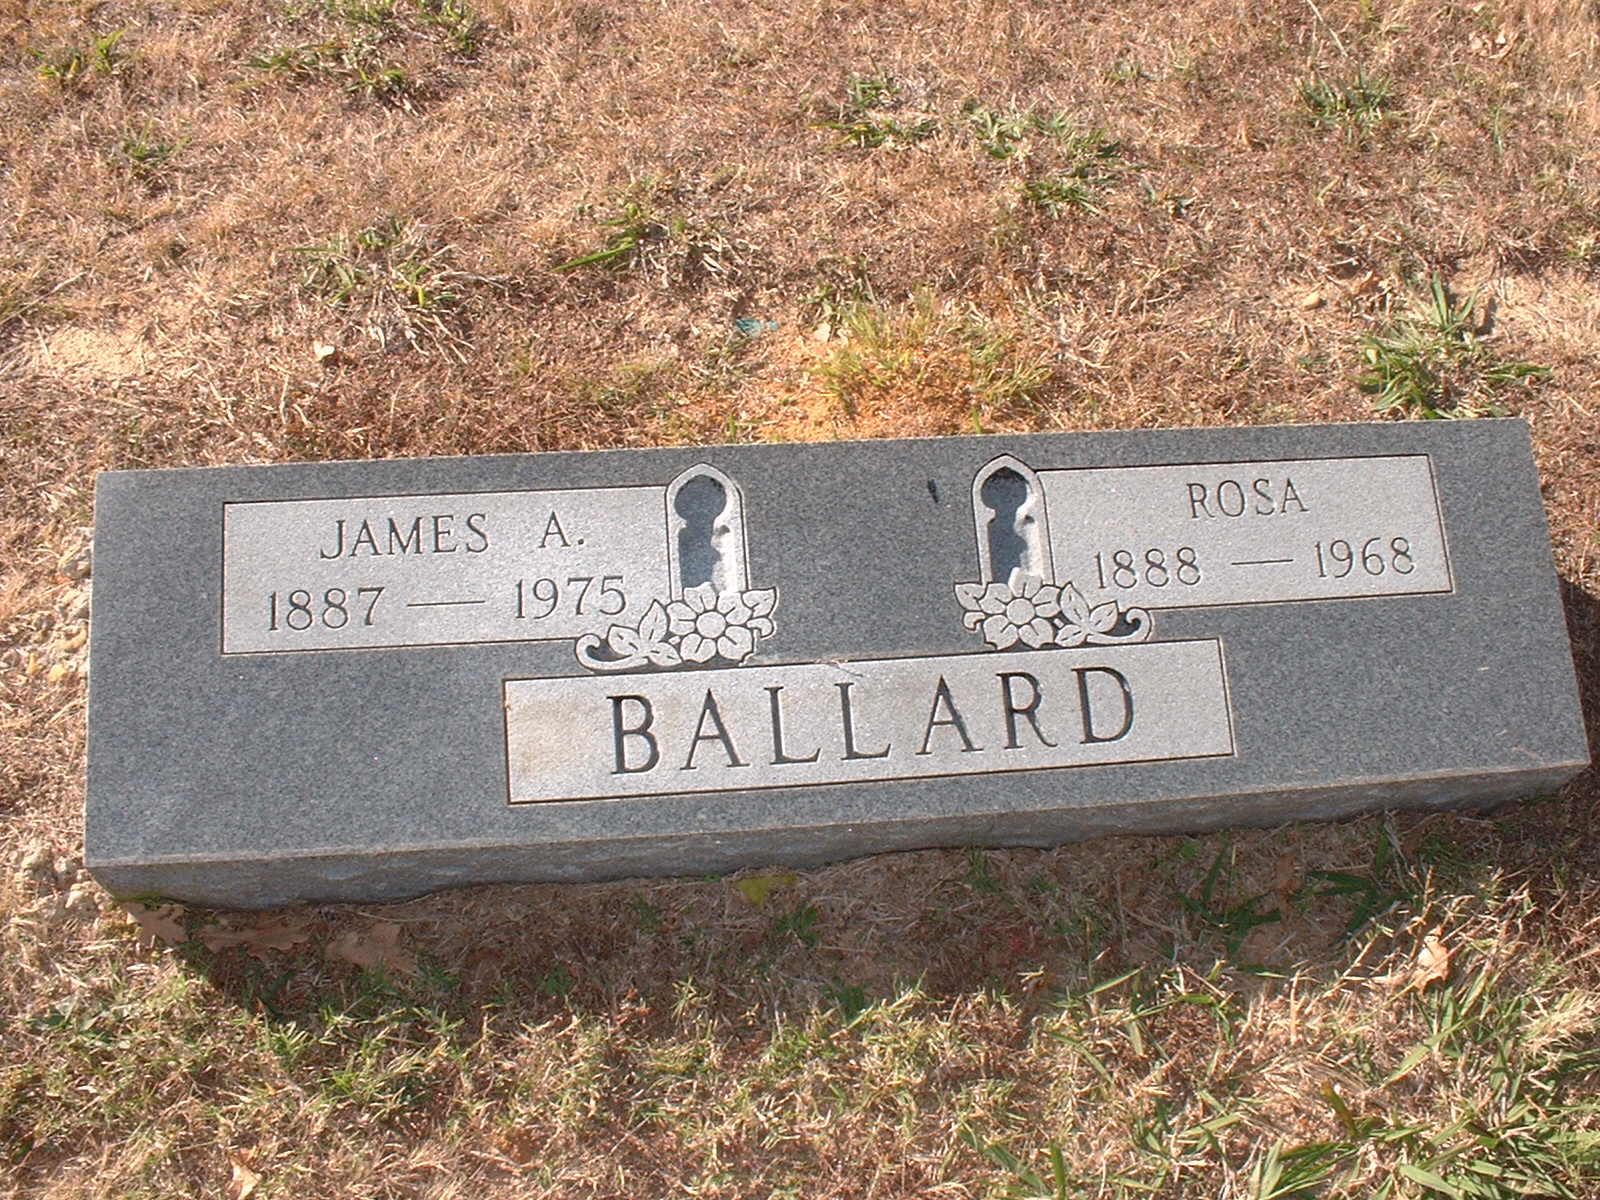 JAMES A.
1887 — 1975
ROSA
1888 — 1968
BALLARD